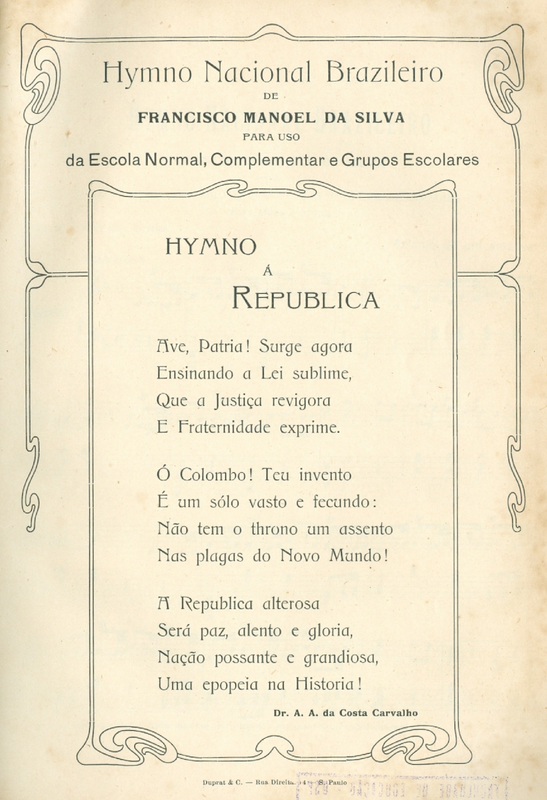 Hymno Nacional Brazileiro
DE
FRANCISCO MANOEL DA SILVA
PARA USO
da Escola Normal, Complementar e Grupos Escolares
HYMNO
Á
REPUBLICA
Ave, Patria! Surge agora
Ensinando a Lei sublime,
Que a Justiça revigora
E Fraternidade exprime.
Ó Colombo! Teu invento
É um sólo vasto e fecundo:
Não tem o throno um assento
Nas plagas do Novo Mundo!
A Republica alterosa
Será paz, alento e gloria,
Nação possante e grandiosa,
Uma epopeia na Historia!
Dr. A. A. da Costa Carvalho
Duprat & C. — Rua Direita, 14 — S. Paulo